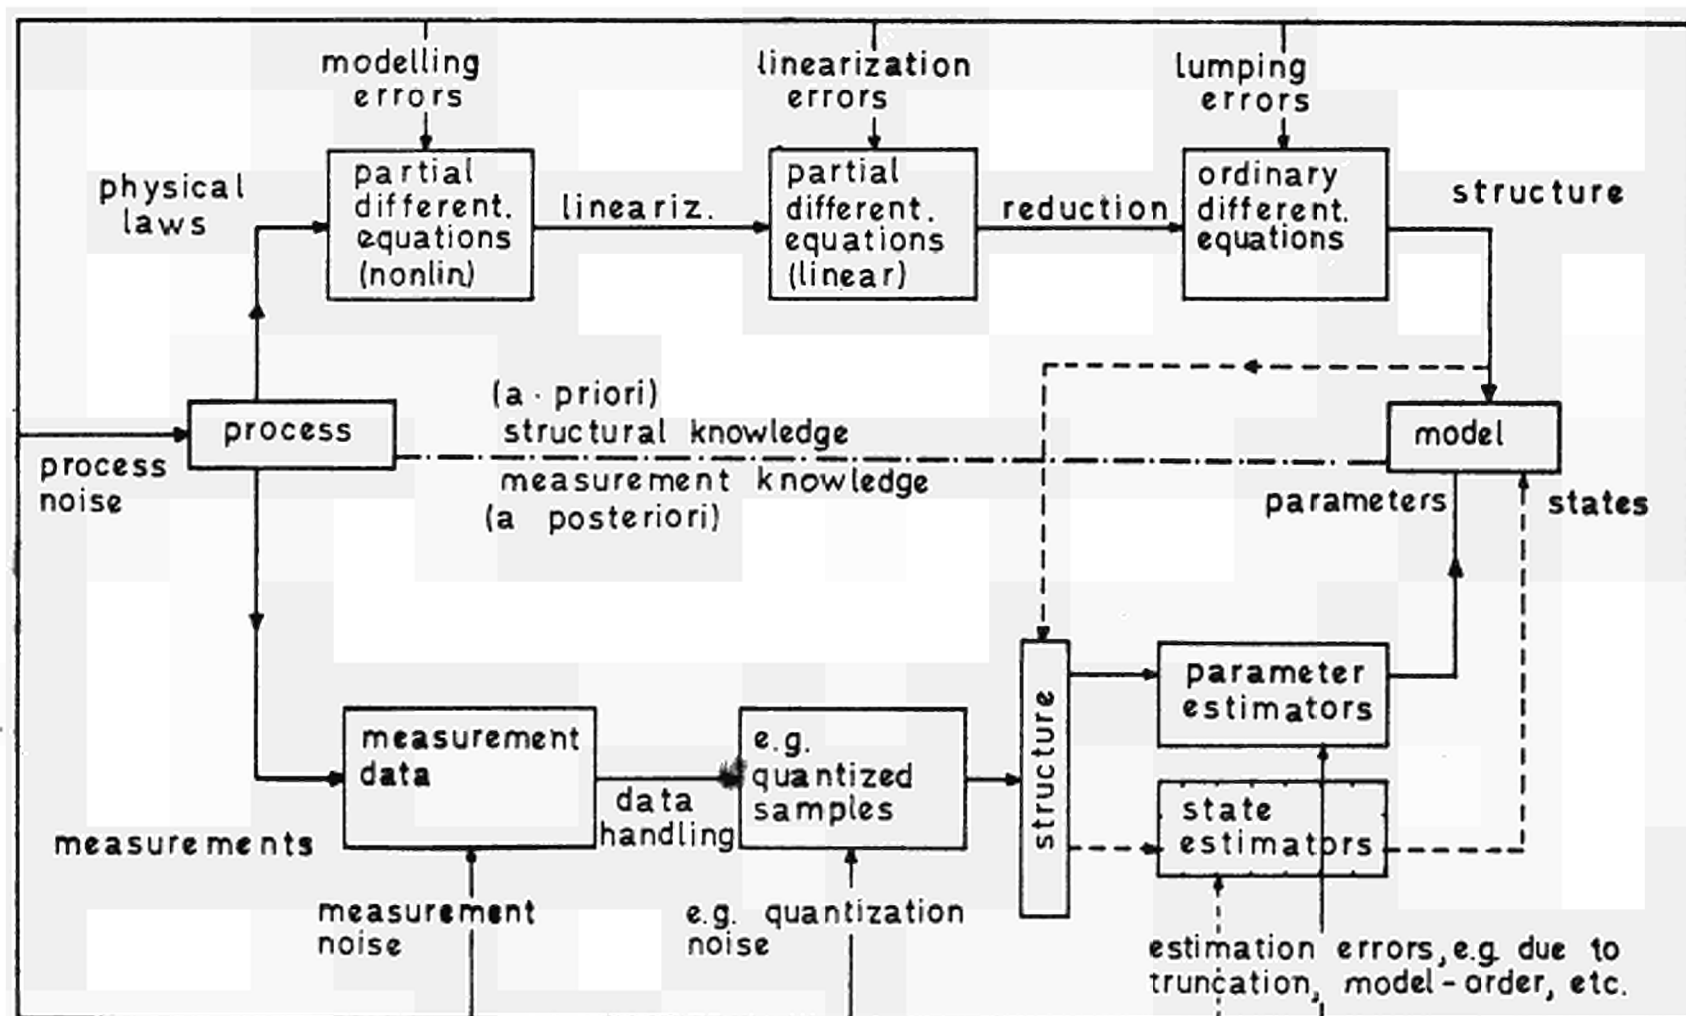 modelling
errors
linearization
errors
lumping
errors
physical
laws
partial
different.
equations
(nonlin)
lineariz.
partial
different.
equations
(linear)
reduction
ordinary
different.
equations
structure
process
process
noise
(a · priori)
structural knowledge
measurement knowledge
(a posteriori)
model
parameters
states
measurement
data
measurements
data
handling
e.g.
quantized
samples
structure
parameter
estimators
state
estimators
measurement
noise
e.g. quantization
noise
estimation errors, e.g. due to
truncation, model-order, etc.